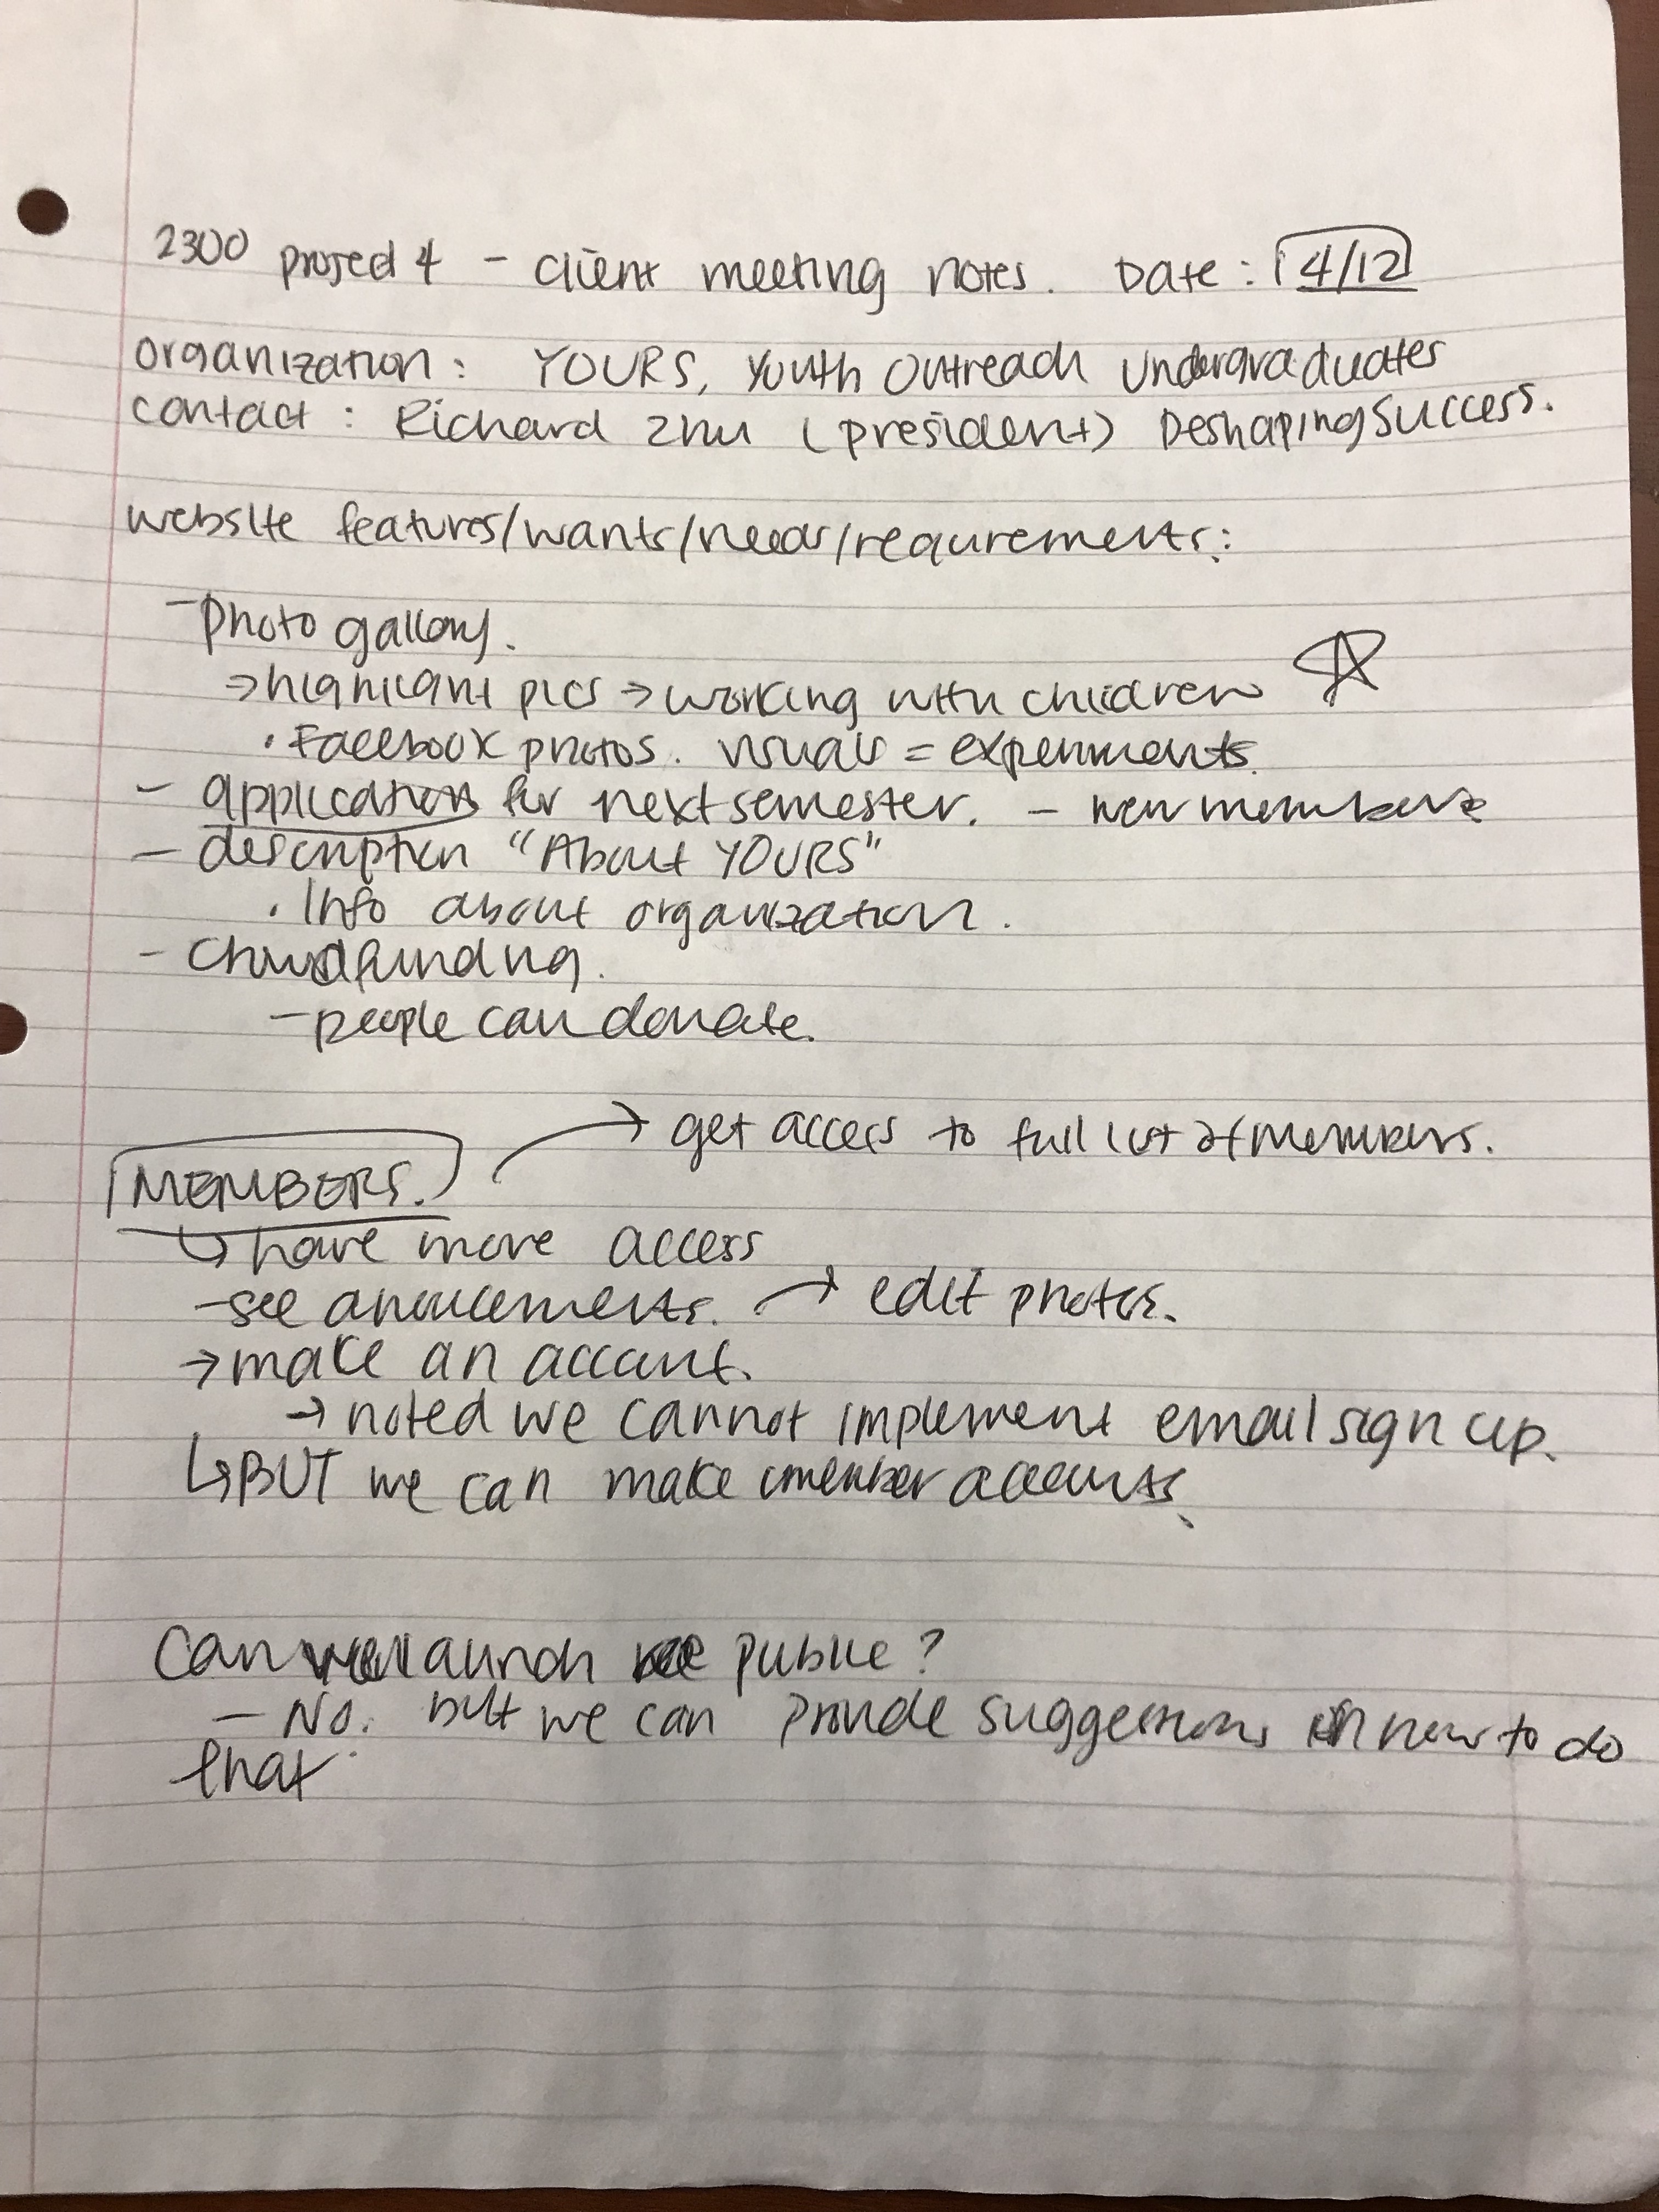 2300 project 4 - client meeting notes. Date: 4/12
organization: YOURS, Youth Outreach Undergraduates
contact: Richard Zhu (president) Deshaping Success.
website features/wants/needs/requirements:
- photo gallery.
→ highlight pics → working with children ☆
• Facebook photos. visuals = experiments.
- applications for next semester. - new members
- description "About YOURS"
• Info about organization.
- Crowdfunding.
- people can donate.
→ get access to full list of members.
MEMBERS.
↳ have more access
- see anoucements. → edit photos.
→ make an account.
→ noted we cannot implement email sign up.
↳ BUT we can make member accounts.
Can we launch public?
- No. but we can provide suggestions on how to do
that.